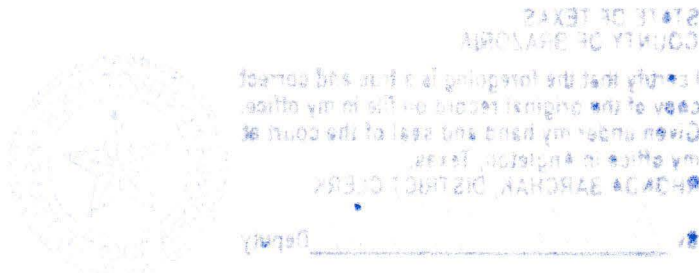 STATE OF TEXAS
COUNTY OF BRAZORIA
I certify that the foregoing is a true and correct
copy of the original record on file in my office.
Given under my hand and seal of the court at
my office in Angleton, Texas.
RHONDA BARCHAK, DISTRICT CLERK
By Deputy